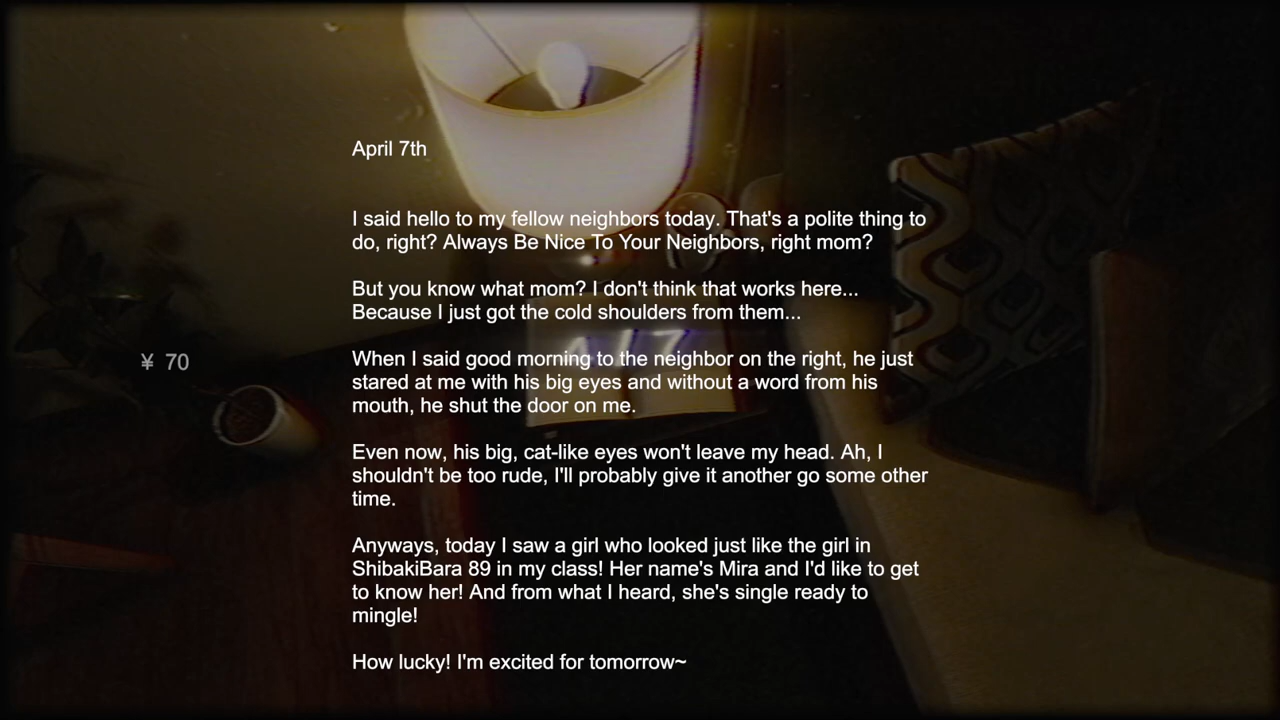 April 7th
I said hello to my fellow neighbors today. That's a polite thing to
do, right? Always Be Nice To Your Neighbors, right mom?
But you know what mom? I don't think that works here...
Because I just got the cold shoulders from them...
4/7
When I said good morning to the neighbor on the right, he just
stared at me with his big eyes and without a word from his
mouth, he shut the door on me.
¥ 70
Even now, his big, cat-like eyes won't leave my head. Ah, I
shouldn't be too rude, I'll probably give it another go some other
time.
Anyways, today I saw a girl who looked just like the girl in
ShibakiBara 89 in my class! Her name's Mira and I'd like to get
to know her! And from what I heard, she's single ready to
mingle!
How lucky! I'm excited for tomorrow~